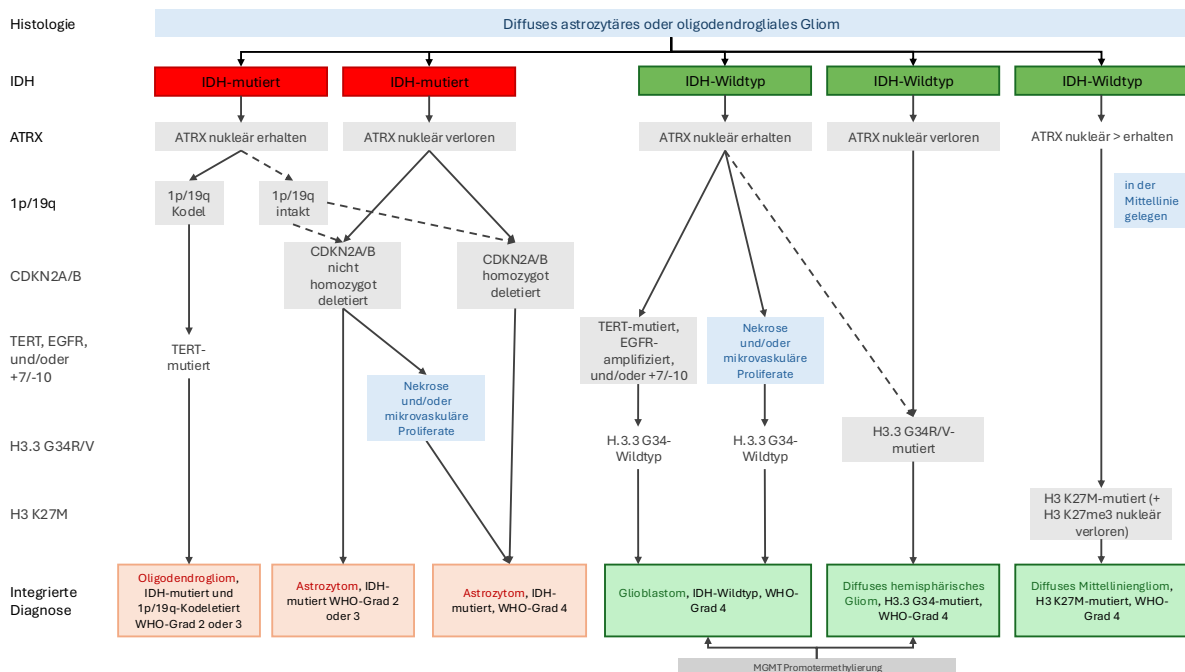 Histologie
Diffuses astrozytäres oder oligodendrogliales Gliom
IDH
IDH-mutiert
IDH-mutiert
IDH-Wildtyp
IDH-Wildtyp
IDH-Wildtyp
ATRX
ATRX nukleär erhalten
ATRX nukleär verloren
ATRX nukleär erhalten
ATRX nukleär verloren
ATRX nukleär > erhalten
1p/19q
1p/19q
Kodel
1p/19q
intakt
in der
Mittellinie
gelegen
CDKN2A/B
CDKN2A/B
nicht
homozygot
deletiert
CDKN2A/B
homozygot
deletiert
TERT, EGFR,
und/oder
+7/-10
TERT-
mutiert
Nekrose
und/oder
mikrovaskuläre
Proliferate
TERT-mutiert,
EGFR-
amplifiziert,
und/oder +7/-10
Nekrose
und/oder
mikrovaskuläre
Proliferate
H3.3 G34R/V
H.3.3 G34-
Wildtyp
H.3.3 G34-
Wildtyp
H3.3 G34R/V-
mutiert
H3 K27M
H3 K27M-mutiert (+
H3 K27me3 nukleär
verloren)
Integrierte
Diagnose
Oligodendrogliom,
IDH-mutiert und
1p/19q-Kodeletiert
WHO-Grad 2 oder 3
Astrozytom, IDH-
mutiert WHO-Grad 2
oder 3
Astrozytom, IDH-
mutiert, WHO-Grad 4
Glioblastom, IDH-Wildtyp, WHO-
Grad 4
Diffuses hemisphärisches
Gliom, H3.3 G34-mutiert,
WHO-Grad 4
Diffuses Mittelliniengliom,
H3 K27M-mutiert, WHO-
Grad 4
MGMT Promotermethylierung